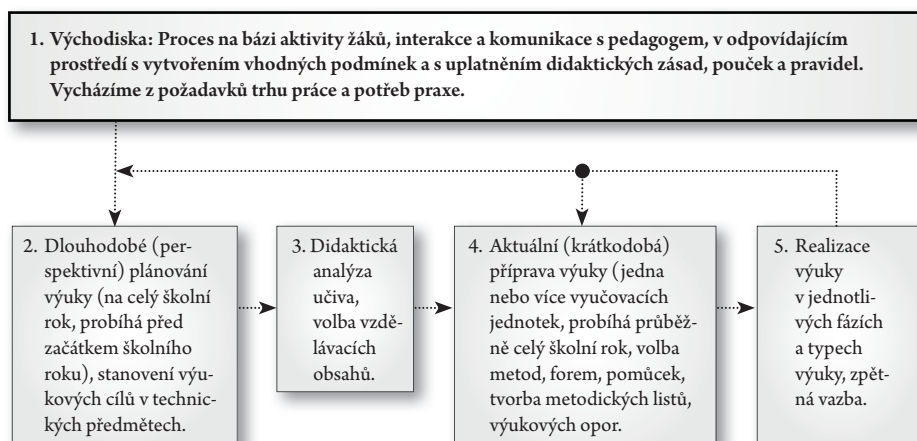 1. Východiska: Proces na bázi aktivity žáků, interakce a komunikace s pedagogem, v odpovídajícím
prostředí s vytvořením vhodných podmínek a s uplatněním didaktických zásad, pouček a pravidel.
Vycházíme z požadavků trhu práce a potřeb praxe.
2. Dlouhodobé (per-
spektivní) plánování
výuky (na celý školní
rok, probíhá před
začátkem školního
roku), stanovení výu-
kových cílů v technic-
kých předmětech.
3. Didaktická
analýza
učiva,
volba vzdě-
lávacích
obsahů.
4. Aktuální (krátkodobá)
příprava výuky (jedna
nebo více vyučovacích
jednotek, probíhá průběž-
ně celý školní rok, volba
metod, forem, pomůcek,
tvorba metodických listů,
výukových opor.
5. Realizace
výuky
v jednotli-
vých fázích
a typech
výuky, zpět-
ná vazba.